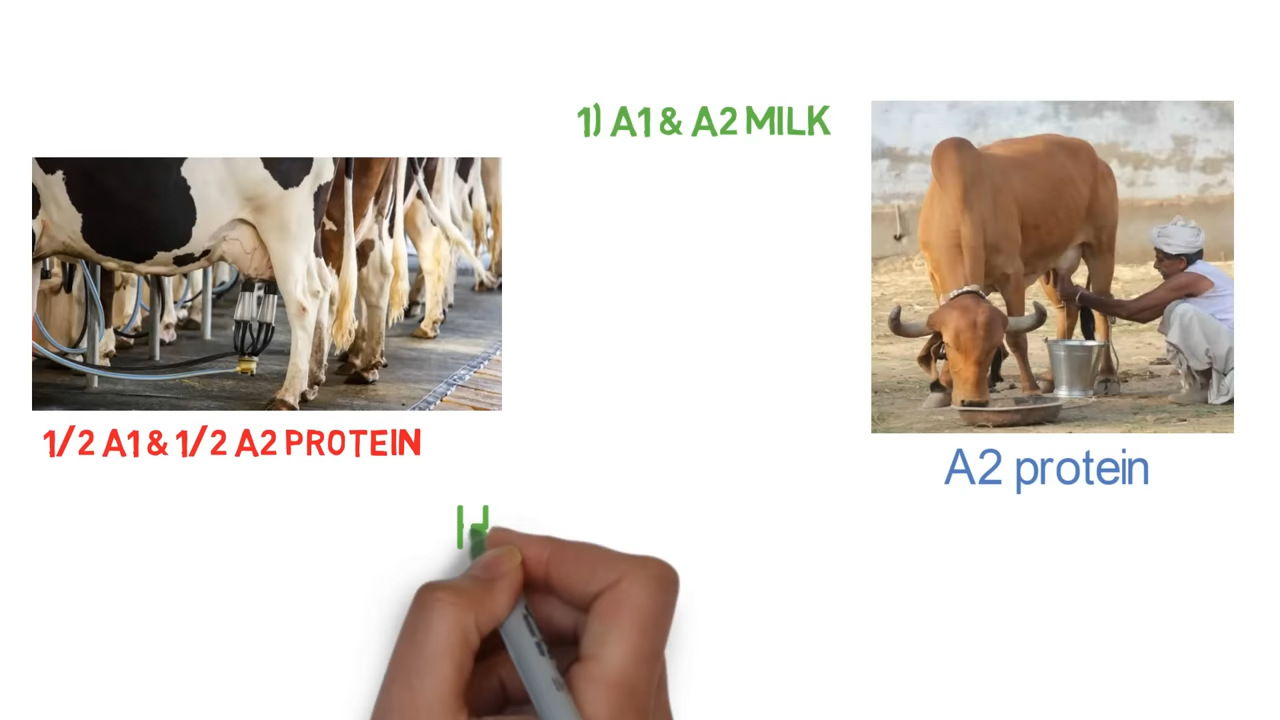 1) A1 & A2 MILK
1/2 A1 & 1/2 A2 PROTEIN
A2 protein
H